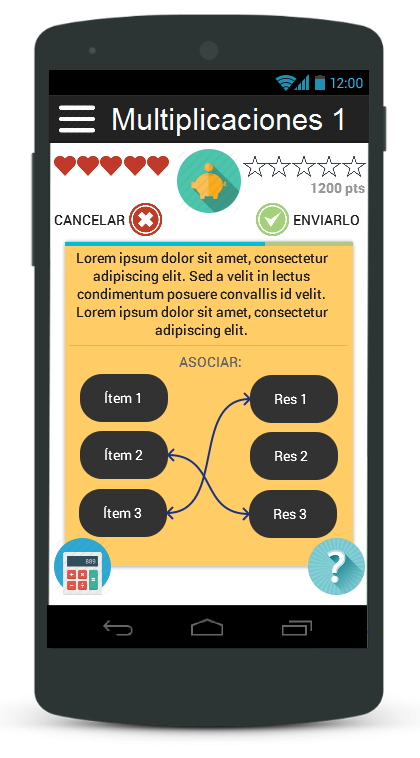 12:00
Multiplicaciones 1
1200 pts
CANCELAR
ENVIARLO
Lorem ipsum dolor sit amet, consectetur
adipiscing elit. Sed a velit in lectus
condimentum posuere convallis id velit.
Lorem ipsum dolor sit amet, consectetur
adipiscing elit.
ASOCIAR:
Ítem 1
Res 1
Ítem 2
Res 2
Ítem 3
Res 3
889
?